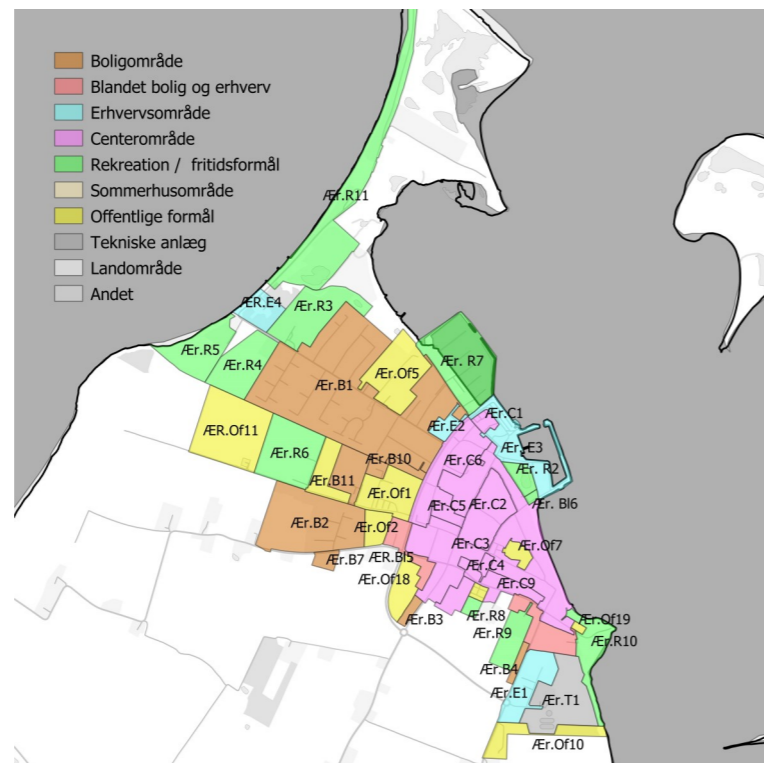 Boligområde
Blandet bolig og erhverv
Erhvervsområde
Centerområde
Rekreation / fritidsformål
Sommerhusområde
Offentlige formål
Tekniske anlæg
Landområde
Andet
Ær.R11
ÆR.E4
Ær.R3
Ær.R5
Ær.R4
Ær. R7
Ær.Of5
Ær.B1
Ær.C1
Ær.E2
Ær.E3
ÆR.Of11
Ær.R6
Ær.B10
Ær.C6
Ær. R2
Ær.B11
Ær.Of1
Ær.C5
Ær.C2
Ær. Bl6
Ær.B2
Ær.Of2
Ær.C3
Ær.Of7
Ær.B7
ÆR.Bl5
Ær.C4
Ær.Of18
Ær.C9
Ær.B3
Ær.R8
Ær.Of19
Ær.R9
Ær.R10
Ær.B4
Ær.E1
Ær.T1
Ær.Of10